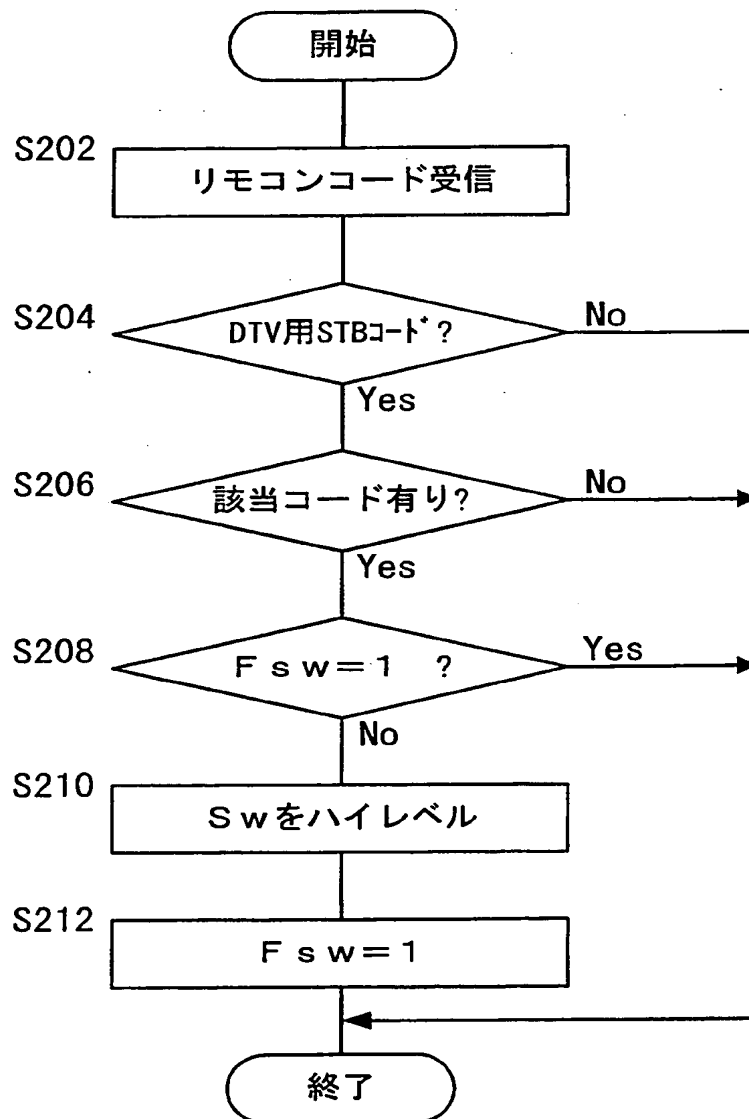 開始
S202
リモコンコード受信
S204
DTV用STBｺｰﾄﾞ?
No
Yes
S206
該当コード有り?
No
Yes
S208
Ｆｓｗ＝１ ?
Yes
No
S210
Ｓｗをハイレベル
S212
Ｆｓｗ＝１
終了